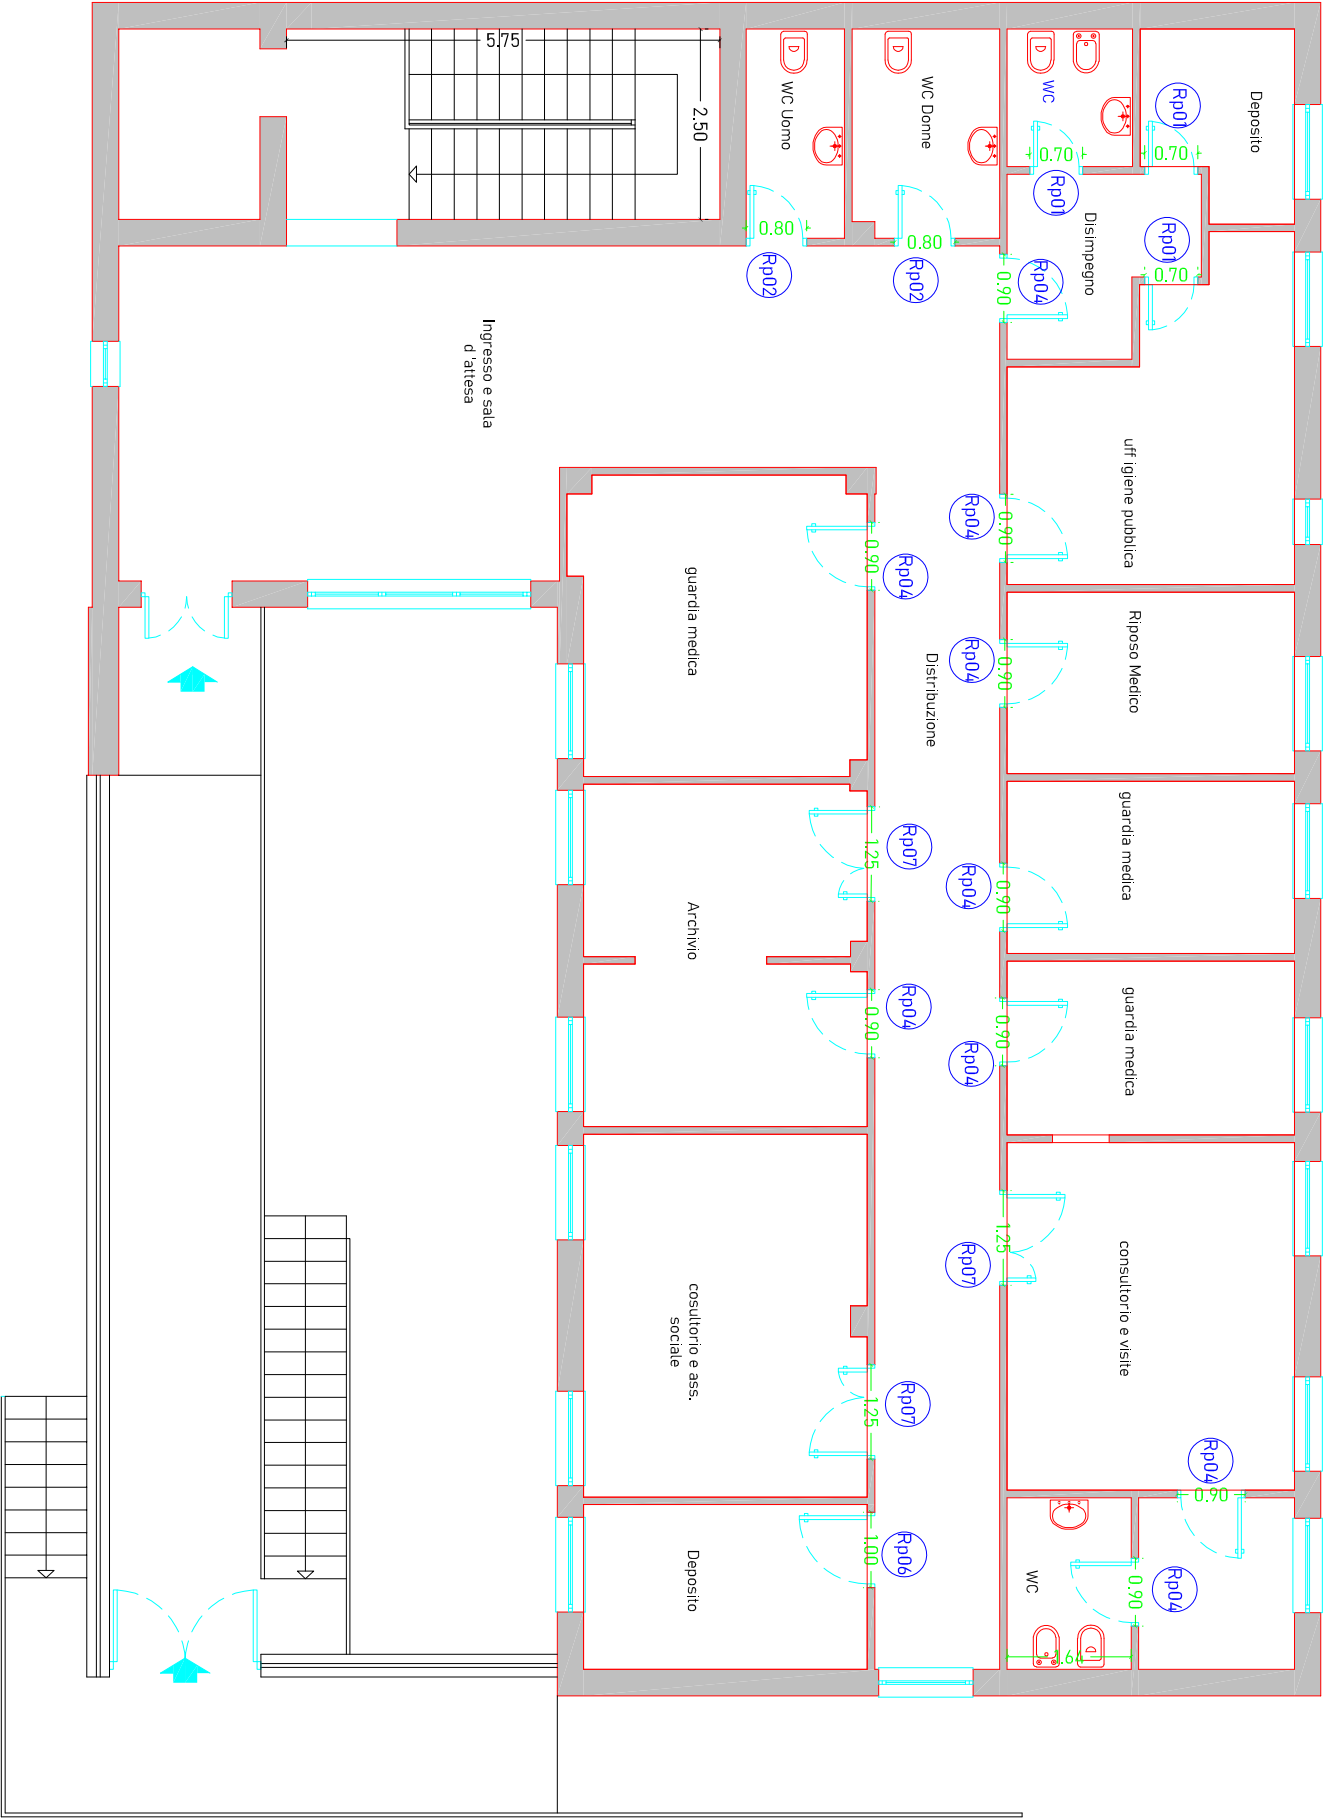 5.75
2.50
WC Uomo
WC Donne
WC
Rp01
Deposito
0.70
0.70
Rp01
Disimpegno
Rp01
0.70
0.80
0.80
Rp02
Rp02
0.90
Rp04
Ingresso e sala
d'attesa
uff igiene pubblica
Rp04
0.90
guardia medica
0.90
Rp04
Rp04
0.90
Riposo Medico
Distribuzione
guardia medica
1.25
Rp07
Rp04
0.90
Archivio
0.90
Rp04
0.90
Rp04
guardia medica
Rp07
1.25
consultorio e visite
cosultorio e ass.
sociale
1.25
Rp07
Rp04
0.90
Deposito
1.00
Rp06
WC
0.90
Rp04